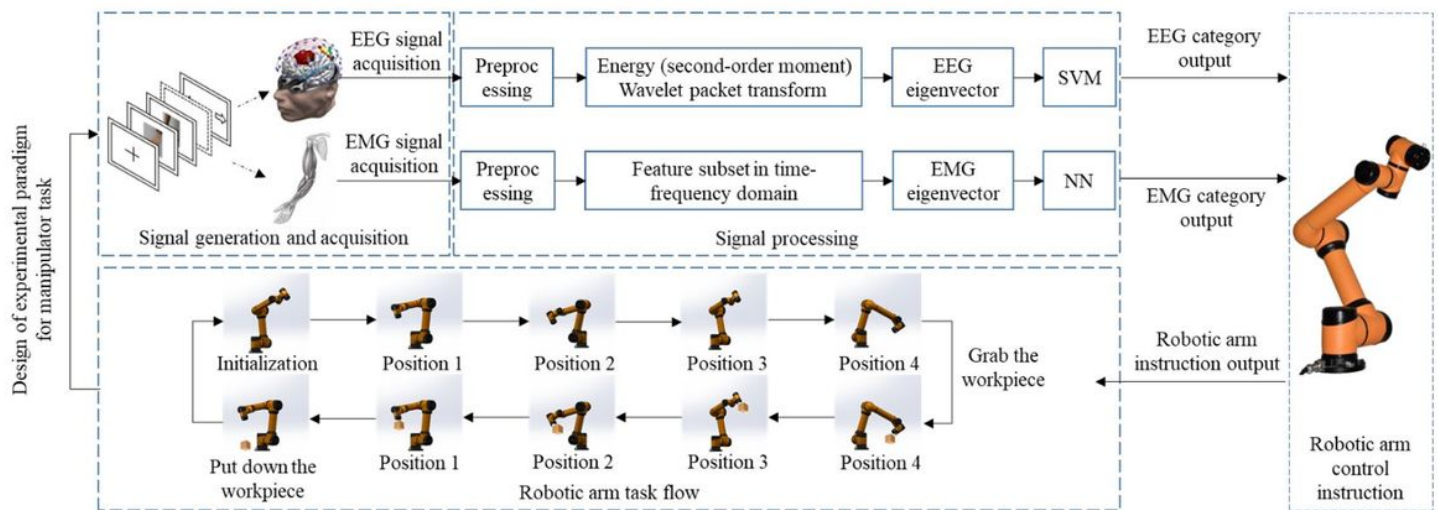 Design of experimental paradigm
for manipulator task
EEG signal
acquisition
EMG signal
acquisition
Signal generation and acquisition
Preproc
essing
Energy (second-order moment)
Wavelet packet transform
EEG
eigenvector
SVM
Preproc
essing
Feature subset in time-
frequency domain
EMG
eigenvector
NN
Signal processing
EEG category
output
EMG category
output
Robotic arm
instruction output
Robotic arm
control
instruction
Initialization
Position 1
Position 2
Position 3
Position 4
Grab the
workpiece
Put down the
workpiece
Position 1
Position 2
Position 3
Position 4
Robotic arm task flow